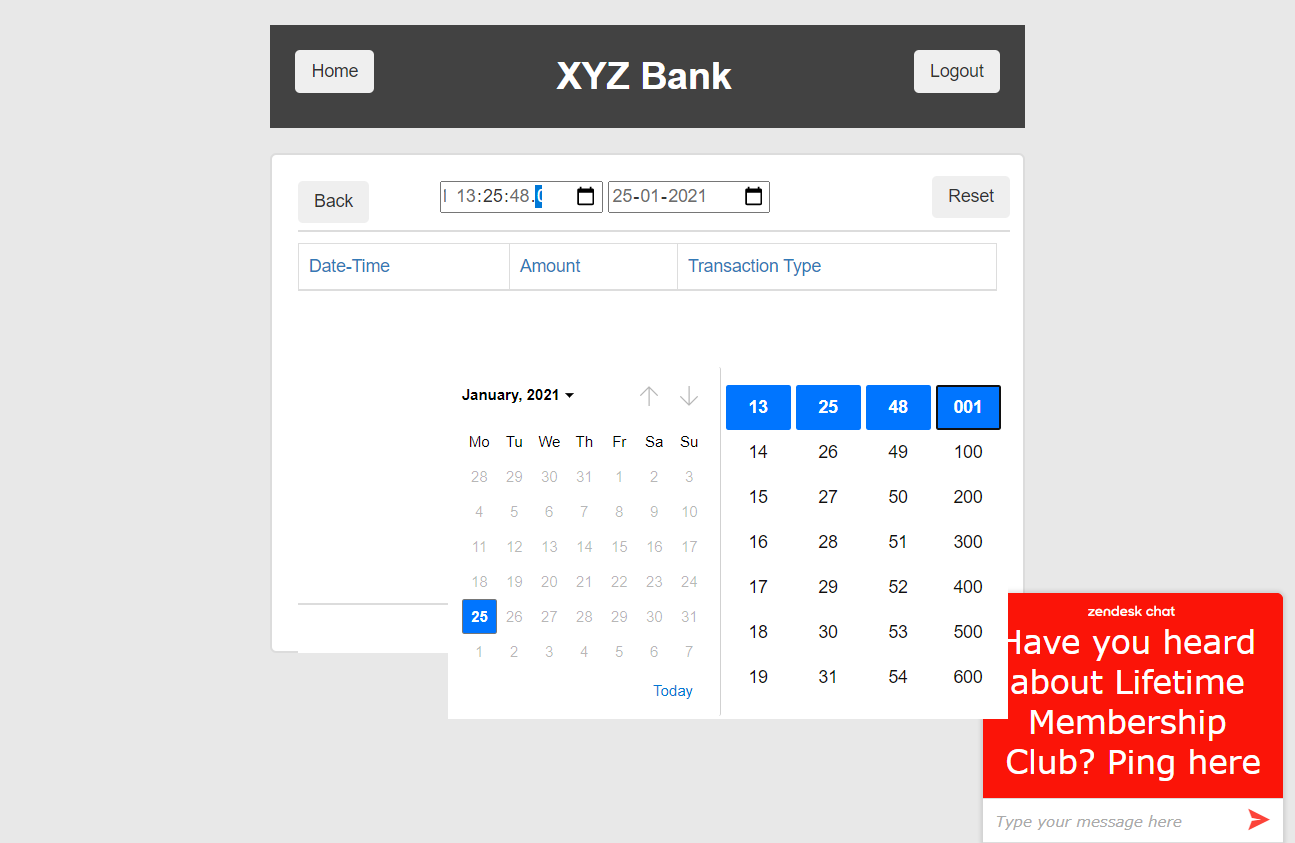 Home XYZ Bank Logout
Back 13:25:48. 25-01-2021 Reset
Date-Time Amount Transaction Type
January, 2021
Mo Tu We Th Fr Sa Su
28 29 30 31 1 2 3
4 5 6 7 8 9 10
11 12 13 14 15 16 17
18 19 20 21 22 23 24
25 26 27 28 29 30 31
1 2 3 4 5 6 7
Today
13 25 48 001
14 26 49 100
15 27 50 200
16 28 51 300
17 29 52 400
18 30 53 500
19 31 54 600
zendesk chat
Have you heard
about Lifetime
Membership
Club? Ping here
Type your message here